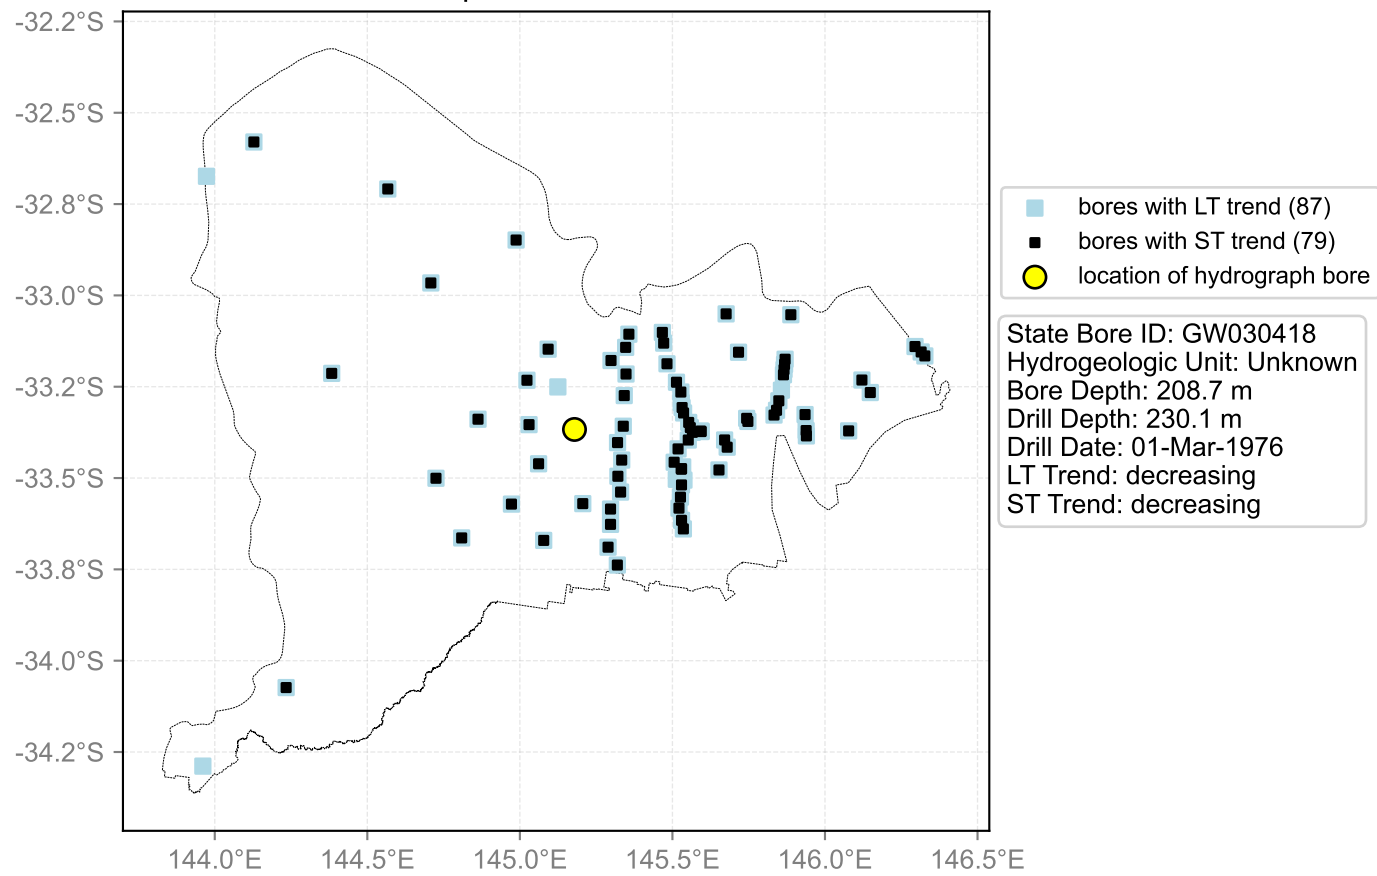 -32.2°S
-32.5°S
-32.8°S
-33.0°S
-33.2°S
-33.5°S
-33.8°S
-34.0°S
-34.2°S
144.0°E
144.5°E
145.0°E
145.5°E
146.0°E
146.5°E
bores with LT trend (87)
bores with ST trend (79)
location of hydrograph bore
State Bore ID: GW030418
Hydrogeologic Unit: Unknown
Bore Depth: 208.7 m
Drill Depth: 230.1 m
Drill Date: 01-Mar-1976
LT Trend: decreasing
ST Trend: decreasing